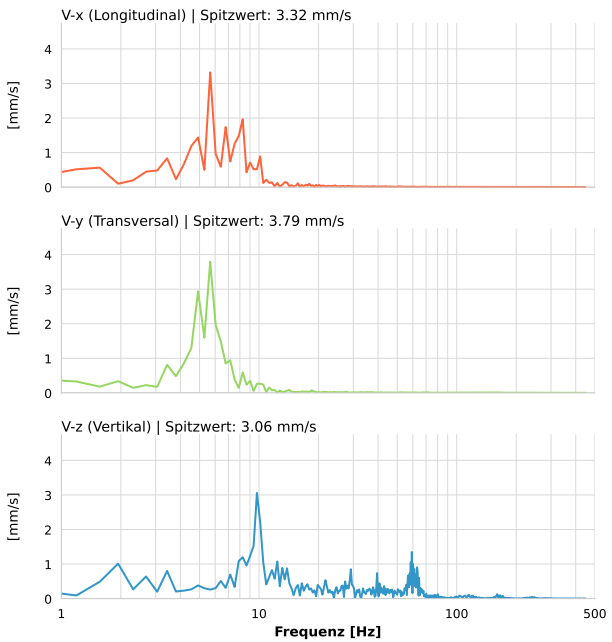 V-x (Longitudinal) | Spitzwert: 3.32 mm/s
4
3
2
1
0
[mm/s]
V-y (Transversal) | Spitzwert: 3.79 mm/s
4
3
2
1
0
[mm/s]
V-z (Vertikal) | Spitzwert: 3.06 mm/s
4
3
2
1
0
[mm/s]
1 10 100 500
Frequenz [Hz]